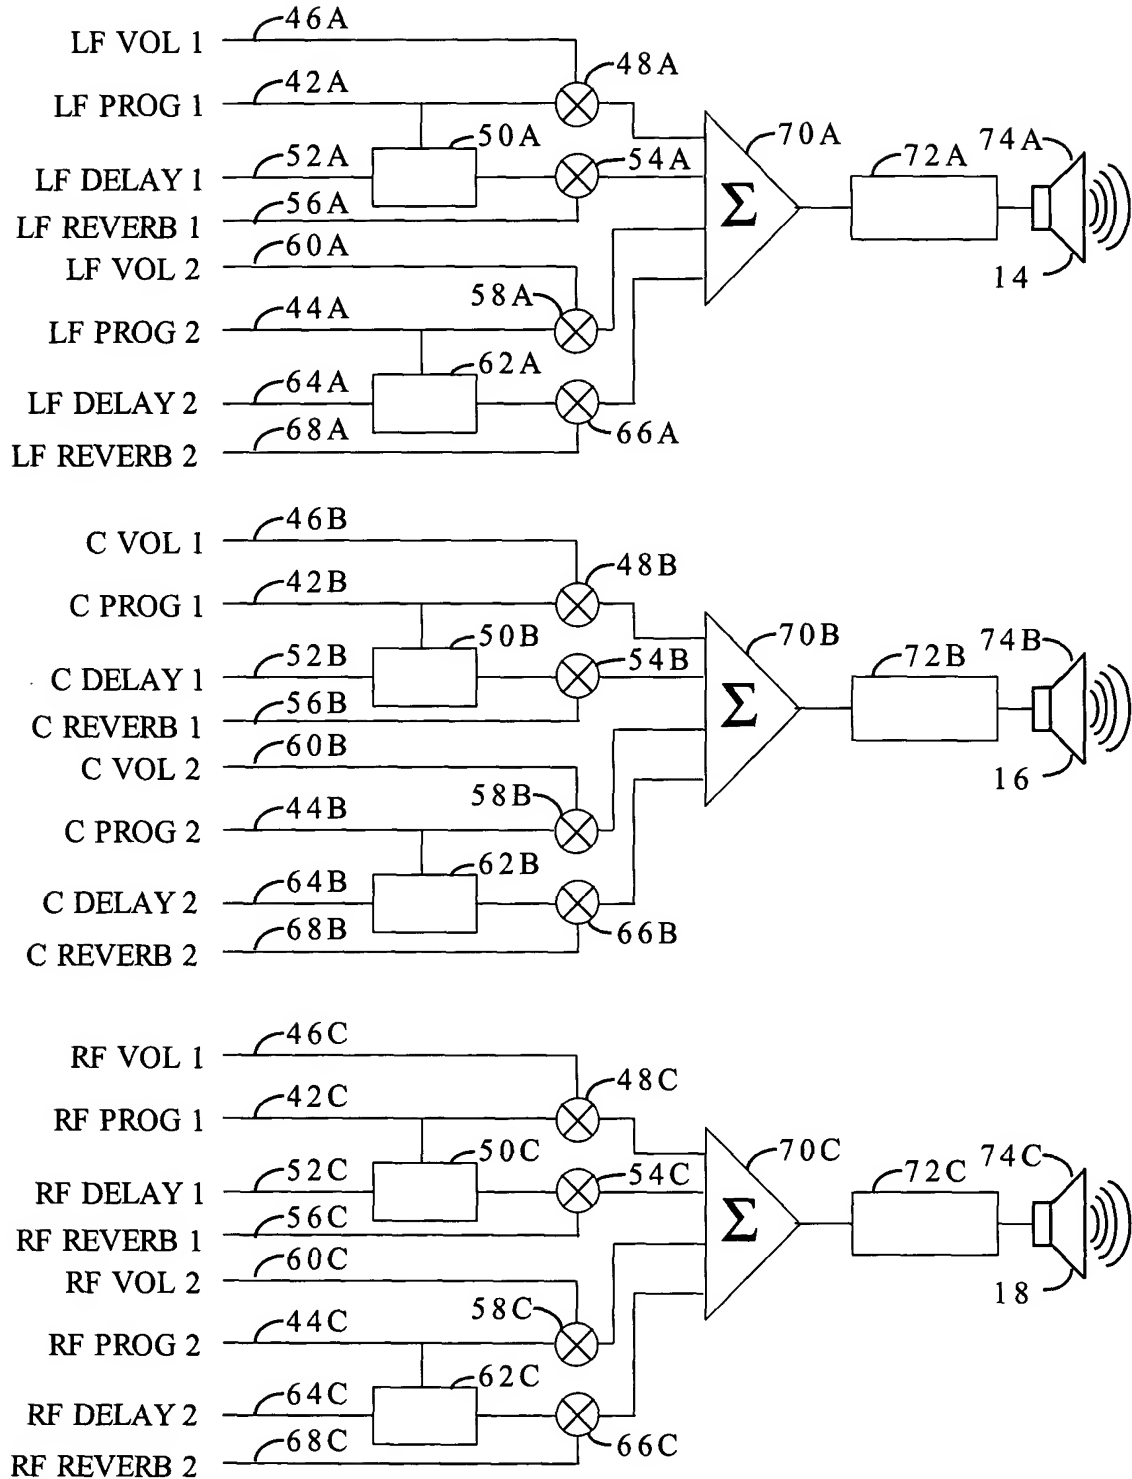 46A
LF VOL 1
48A
42A
LF PROG 1
70A
50A
74A
52A
54A
72A
LF DELAY 1
56A
Σ
LF REVERB 1
60A
LF VOL 2
14
58A
44A
LF PROG 2
62A
64A
LF DELAY 2
68A
66A
LF REVERB 2
46B
C VOL 1
48B
42B
C PROG 1
70B
50B
74B
52B
54B
72B
C DELAY 1
56B
Σ
C REVERB 1
60B
C VOL 2
16
58B
44B
C PROG 2
62B
64B
C DELAY 2
68B
66B
C REVERB 2
46C
RF VOL 1
48C
42C
RF PROG 1
70C
50C
74C
52C
54C
72C
RF DELAY 1
56C
Σ
RF REVERB 1
60C
RF VOL 2
18
58C
44C
RF PROG 2
62C
64C
RF DELAY 2
68C
66C
RF REVERB 2